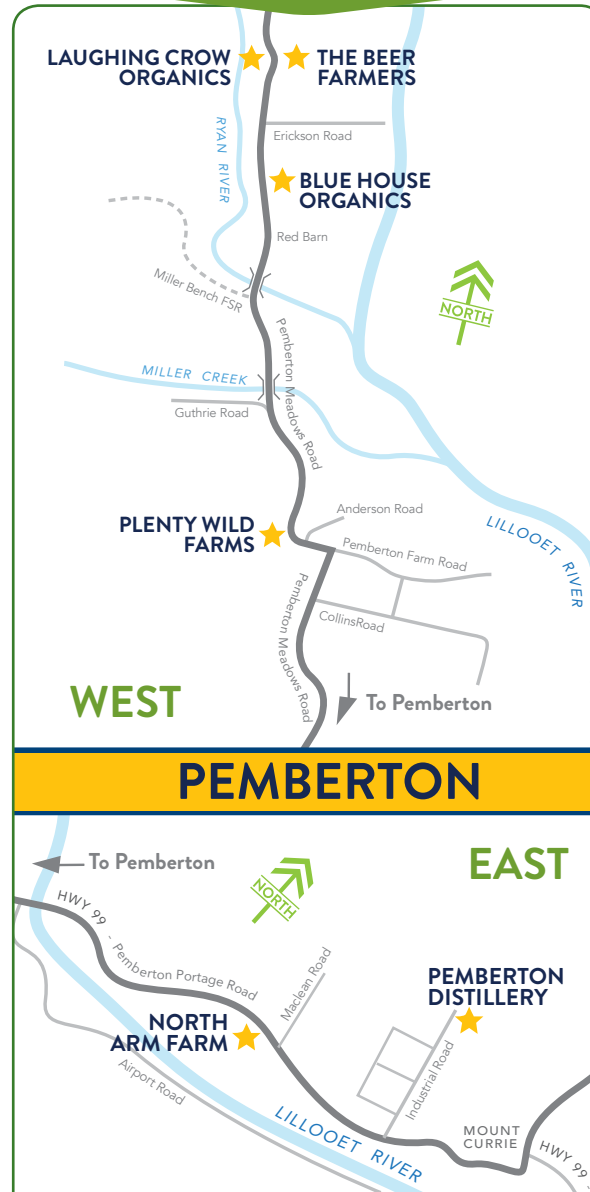 LAUGHING CROW
ORGANICS
THE BEER
FARMERS
RYAN RIVER
Erickson Road
BLUE HOUSE
ORGANICS
Red Barn
Miller Bench FSR
NORTH
Pemberton Meadows Road
MILLER CREEK
Guthrie Road
Anderson Road
PLENTY WILD
FARMS
LILLOOET RIVER
Pemberton Farm Road
Pemberton Meadows Road
CollinsRoad
WEST
To Pemberton
PEMBERTON
To Pemberton
EAST
NORTH
HWY 99 - Pemberton Portage Road
Maclean Road
PEMBERTON
DISTILLERY
NORTH
ARM FARM
Airport Road
Industrial Road
LILLOOET RIVER
MOUNT
CURRIE
HWY 99